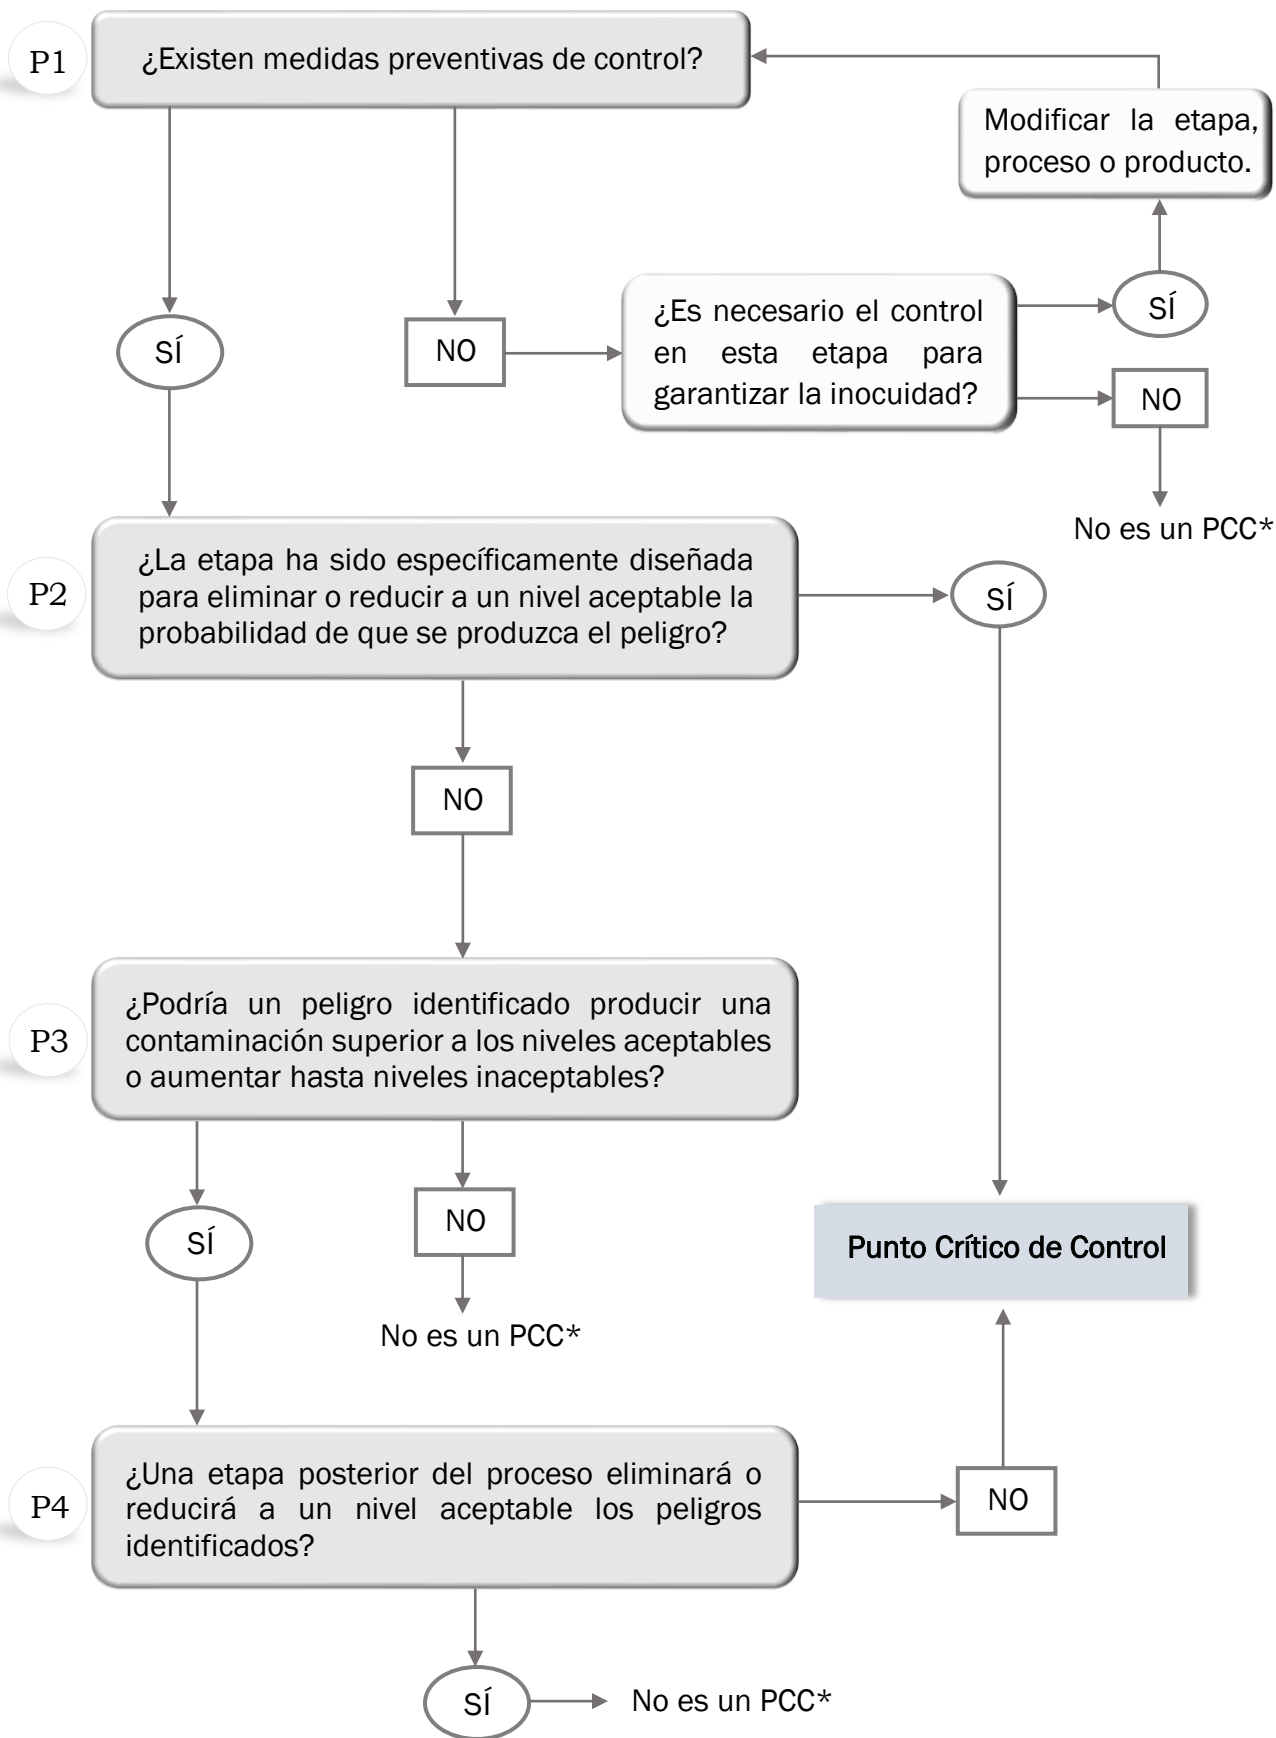 P1
¿Existen medidas preventivas de control?
Modificar la etapa,
proceso o producto.
SÍ
NO
¿Es necesario el control
en esta etapa para
garantizar la inocuidad?
SÍ
NO
No es un PCC*
P2
¿La etapa ha sido específicamente diseñada
para eliminar o reducir a un nivel aceptable la
probabilidad de que se produzca el peligro?
SÍ
NO
P3
¿Podría un peligro identificado producir una
contaminación superior a los niveles aceptables
o aumentar hasta niveles inaceptables?
SÍ
NO
No es un PCC*
Punto Crítico de Control
P4
¿Una etapa posterior del proceso eliminará o
reducirá a un nivel aceptable los peligros
identificados?
NO
SÍ
No es un PCC*